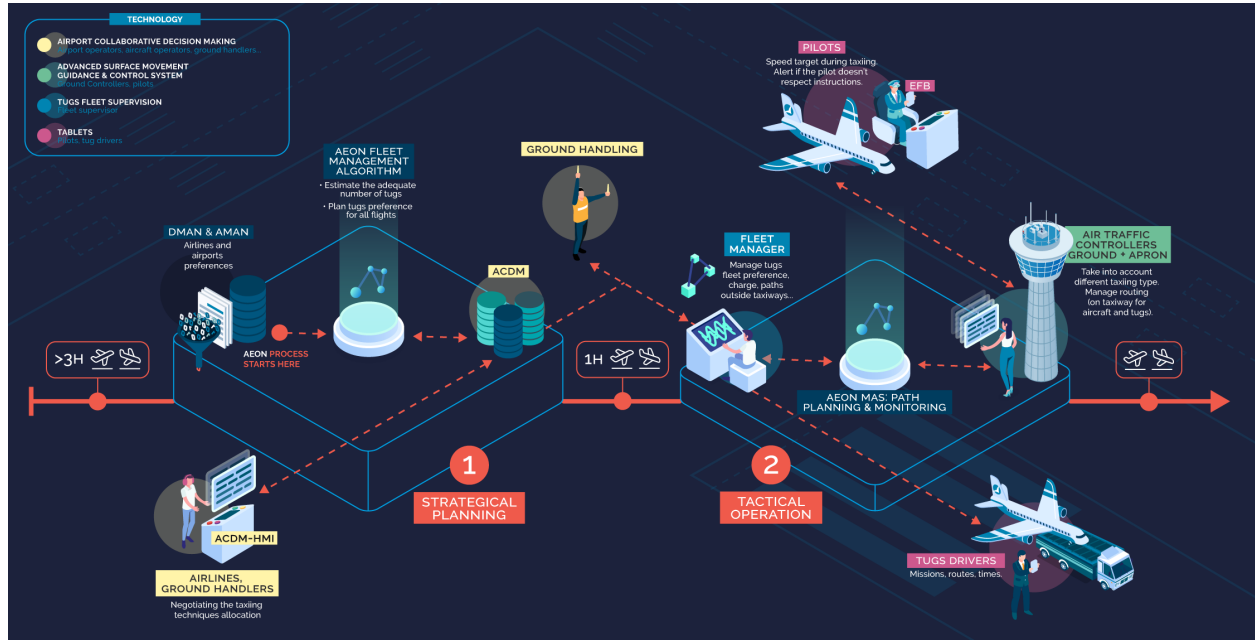 TECHNOLOGY
AIRPORT COLLABORATIVE DECISION MAKING
Airport operators, aircraft operators, ground handlers...
ADVANCED SURFACE MOVEMENT
GUIDANCE & CONTROL SYSTEM
Ground Controllers, pilots
TUGS FLEET SUPERVISION
Fleet supervisor
TABLETS
Pilots, tug drivers
PILOTS
Speed target during taxiing.
Alert if the pilot doesn't
respect instructions.
EFB
AEON FLEET
MANAGEMENT
ALGORITHM
• Estimate the adequate
number of tugs
• Plan tugs preference
for all flights
GROUND HANDLING
DMAN & AMAN
Airlines and
airports
preferences
ACDM
FLEET
MANAGER
Manage tugs
fleet preference,
charge, paths
outside taxiways...
AIR TRAFFIC
CONTROLLERS
GROUND + APRON
Take into account
different taxiing type.
Manage routing
(on taxiway for
aircraft and tugs).
AEON PROCESS
STARTS HERE
>3H
1H
AEON MAS: PATH
PLANNING & MONITORING
1
STRATEGICAL
PLANNING
2
TACTICAL
OPERATION
ACDM-HMI
AIRLINES,
GROUND HANDLERS
Negotiating the taxiing
techniques allocation
TUGS DRIVERS
Missions, routes, times.